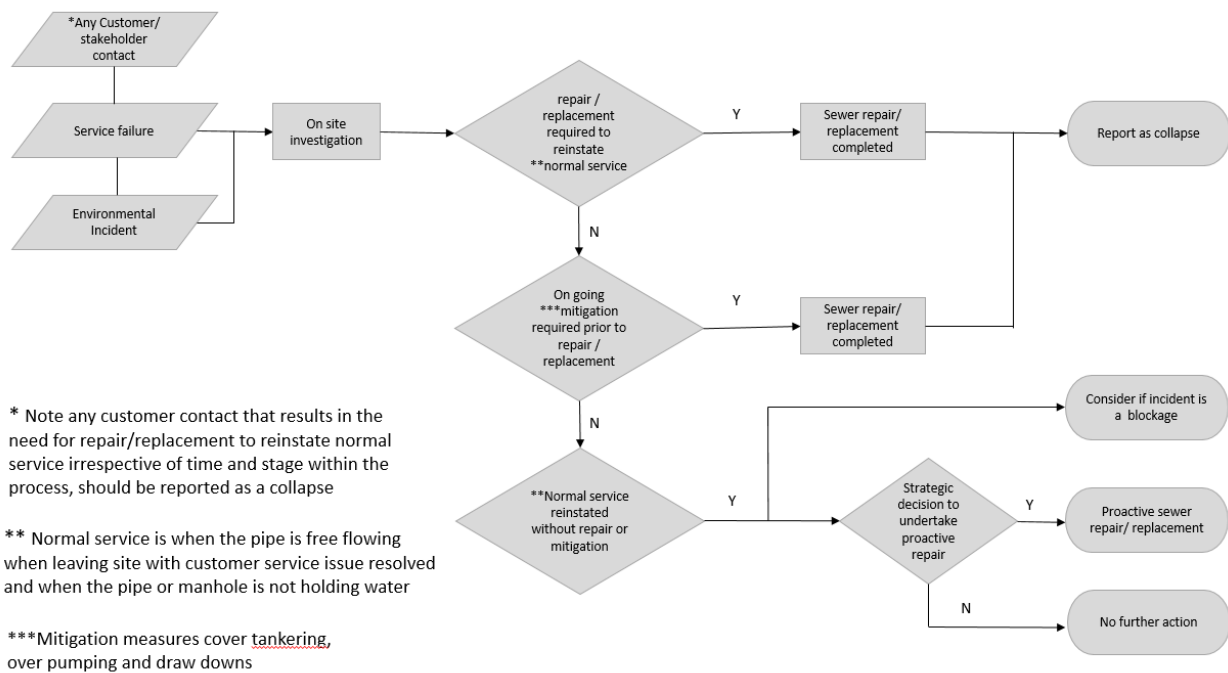 *Any Customer/
stakeholder
contact
Service failure
Environmental
Incident
On site
investigation
repair /
replacement
required to
reinstate
**normal service
Y
Sewer repair/
replacement
completed
Report as collapse
N
On going
***mitigation
required prior to
repair /
replacement
Y
Sewer repair/
replacement
completed
N
**Normal service
reinstated
without repair or
mitigation
Y
Consider if incident is
a blockage
Strategic
decision to
undertake
proactive
repair
Y
Proactive sewer
repair/ replacement
N
No further action
* Note any customer contact that results in the
need for repair/replacement to reinstate normal
service irrespective of time and stage within the
process, should be reported as a collapse
** Normal service is when the pipe is free flowing
when leaving site with customer service issue resolved
and when the pipe or manhole is not holding water
***Mitigation measures cover tankering,
over pumping and draw downs